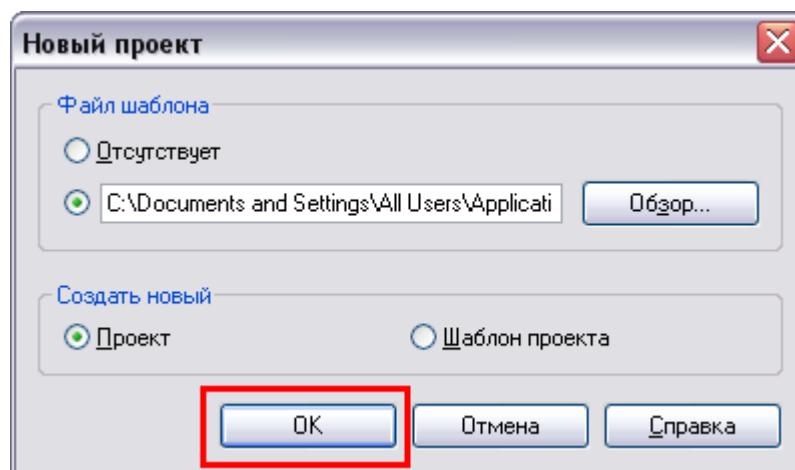 Новый проект
Файл шаблона
Отсутствует
C:\Documents and Settings\All Users\Applicati
Обзор...
Создать новый
Проект
Шаблон проекта
OK
Отмена
Справка